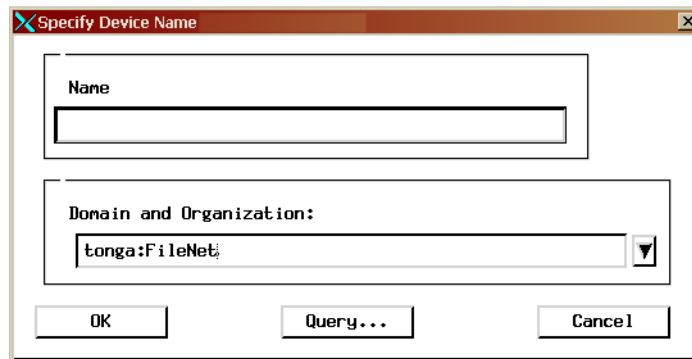 Specify Device Name
Name
Domain and Organization:
tonga:FileNet
OK
Query...
Cancel